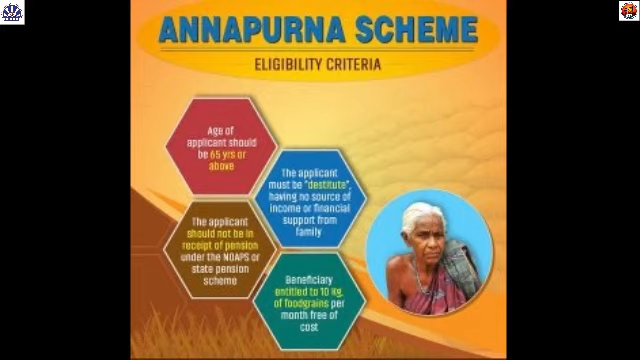 ANNAPURNA SCHEME
ELIGIBILITY CRITERIA
Age of
applicant should
be 65 yrs or
above
The applicant
must be "destitute",
having no source of
income or financial
support from
family
The applicant
should not be in
receipt of pension
under the NOAPS or
state pension
scheme
Beneficiary
entitled to 10 Kg.
of foodgrains per
month free of
cost